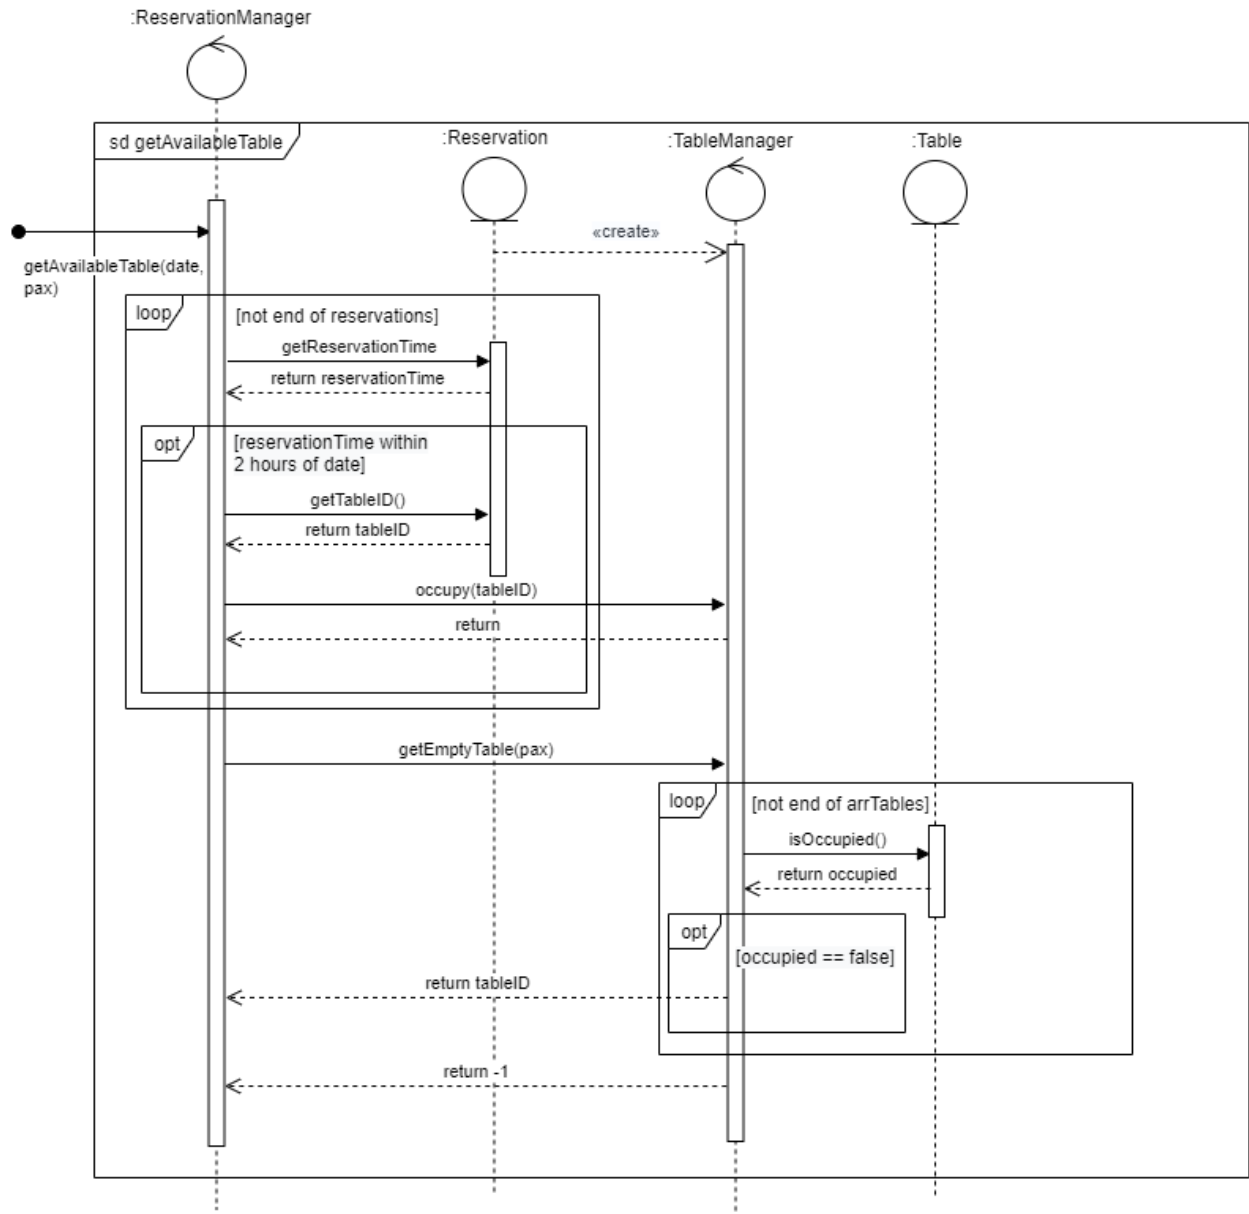 :ReservationManager
sd getAvailableTable
:Reservation
:TableManager
:Table
«create»
getAvailableTable(date,
pax)
loop
[not end of reservations]
getReservationTime
return reservationTime
opt
[reservationTime within
2 hours of date]
getTableID()
return tableID
occupy(tableID)
return
getEmptyTable(pax)
loop
[not end of arrTables]
isOccupied()
return occupied
opt
[occupied == false]
return tableID
return -1